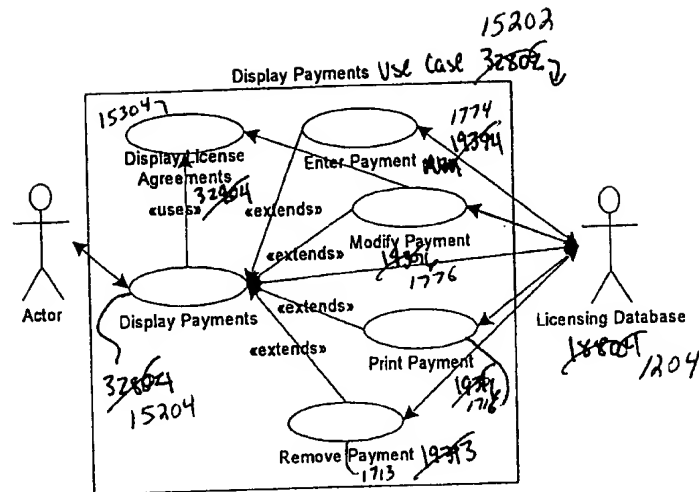 15202
Display Payments Use Case 32802
15304
1774
19394
Display License
Agreements
Enter Payment
32904
«uses»
«extends»
«extends»
Modify Payment
1776
Actor
Display Payments
«extends»
Licensing Database
18804
1204
«extends»
Print Payment
32804
15204
1716
Remove Payment 19393
1713